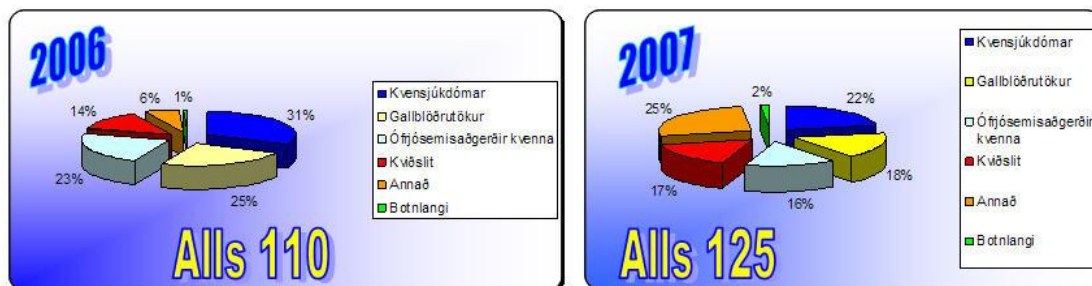 2006
31%
25%
23%
14%
6%
1%
Kvensjúkdómar
Gallblöðrutökur
Ófrjósemisaðgerðir kvenna
Kviðslit
Annað
Botnlangi
Alls 110
2007
22%
18%
16%
17%
25%
2%
Kvensjúkdómar
Gallblöðrutökur
Ófrjósemisaðgerðir
kvenna
Kviðslit
Annað
Botnlangi
Alls 125